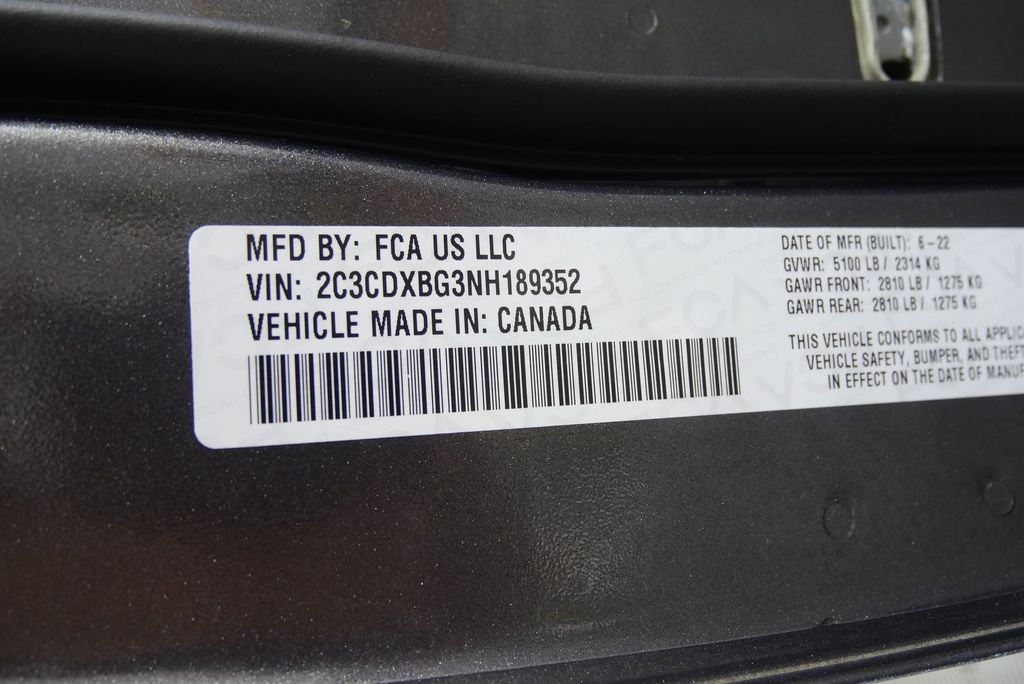 MFD BY: FCA US LLC
VIN: 2C3CDXBG3NH189352
VEHICLE MADE IN: CANADA
DATE OF MFR (BUILT): 6-22
GVWR: 5100 LB / 2314 KG
GAWR FRONT: 2810 LB / 1275 KG
GAWR REAR: 2810 LB / 1275 KG
THIS VEHICLE CONFORMS TO ALL APPLIC
VEHICLE SAFETY, BUMPER, AND THEFT
IN EFFECT ON THE DATE OF MANUF